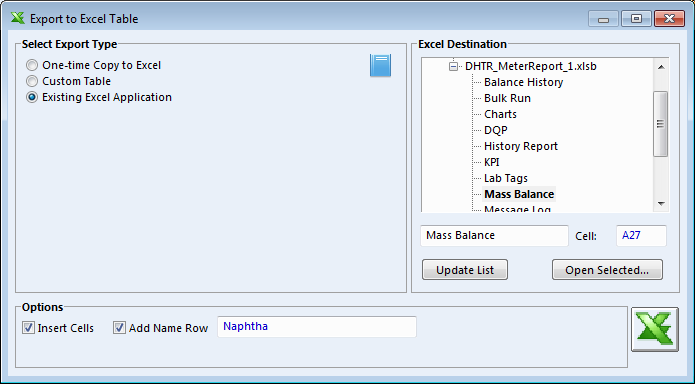 Export to Excel Table
Select Export Type
One-time Copy to Excel
Custom Table
Existing Excel Application
Excel Destination
DHTR_MeterReport_1.xlsb
Balance History
Bulk Run
Charts
DQP
History Report
KPI
Lab Tags
Mass Balance
Message Log
Mass Balance Cell: A27
Update List Open Selected...
Options
Insert Cells Add Name Row Naphtha